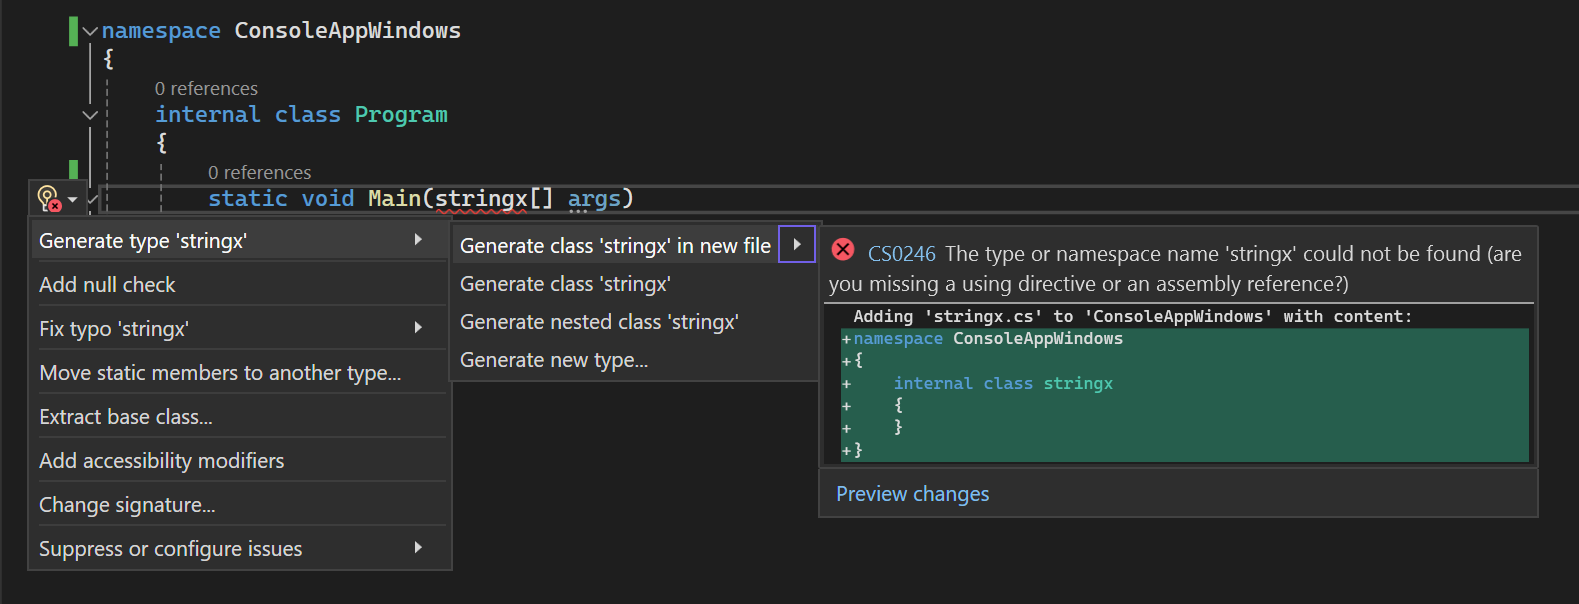 namespace ConsoleAppWindows
{
0 references
internal class Program
{
0 references
static void Main(stringx[] args)
Generate type 'stringx'
Add null check
Fix typo 'stringx'
Move static members to another type...
Extract base class...
Add accessibility modifiers
Change signature...
Suppress or configure issues
Generate class 'stringx' in new file
Generate class 'stringx'
Generate nested class 'stringx'
Generate new type...
CS0246 The type or namespace name 'stringx' could not be found (are
you missing a using directive or an assembly reference?)
Adding 'stringx.cs' to 'ConsoleAppWindows' with content:
+namespace ConsoleAppWindows
+{
+    internal class stringx
+    {
+    }
+}
Preview changes